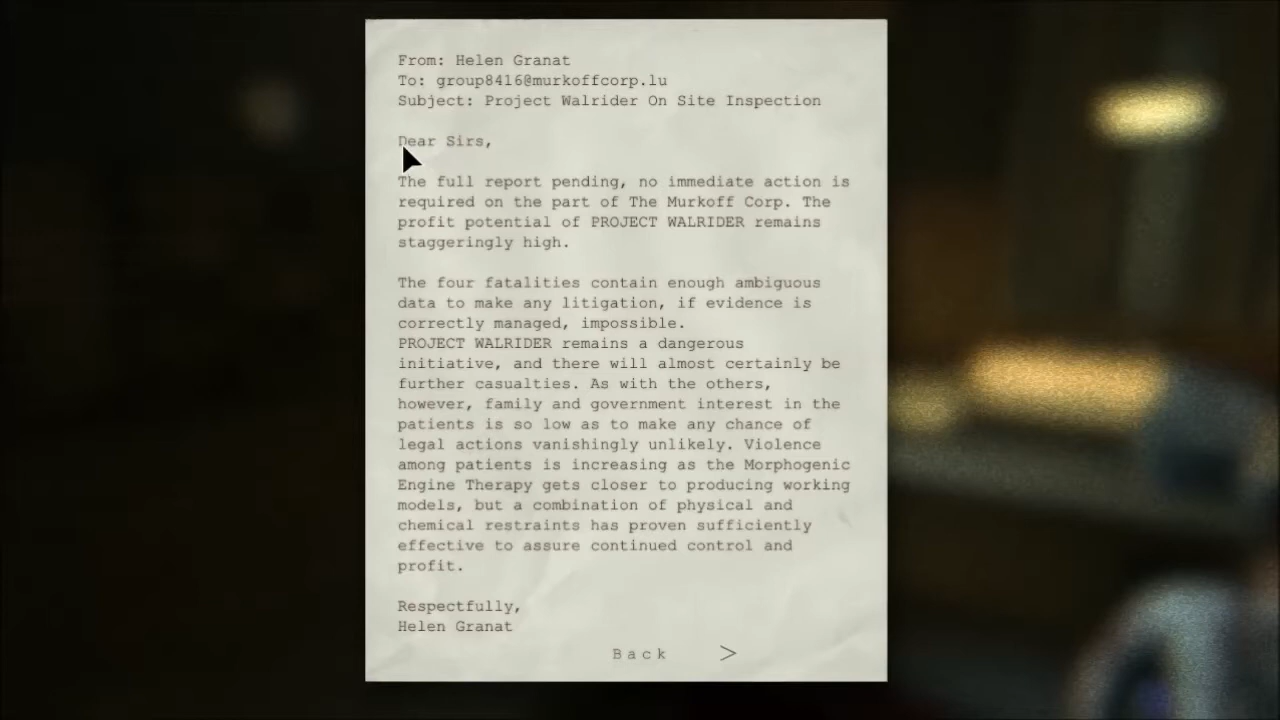 From: Helen Granat
To: group8416@murkoffcorp.lu
Subject: Project Walrider On Site Inspection
Dear Sirs,
The full report pending, no immediate action is
required on the part of The Murkoff Corp. The
profit potential of PROJECT WALRIDER remains
staggeringly high.
The four fatalities contain enough ambiguous
data to make any litigation, if evidence is
correctly managed, impossible.
PROJECT WALRIDER remains a dangerous
initiative, and there will almost certainly be
further casualties. As with the others,
however, family and government interest in the
patients is so low as to make any chance of
legal actions vanishingly unlikely. Violence
among patients is increasing as the Morphogenic
Engine Therapy gets closer to producing working
models, but a combination of physical and
chemical restraints has proven sufficiently
effective to assure continued control and
profit.
Respectfully,
Helen Granat
Back >